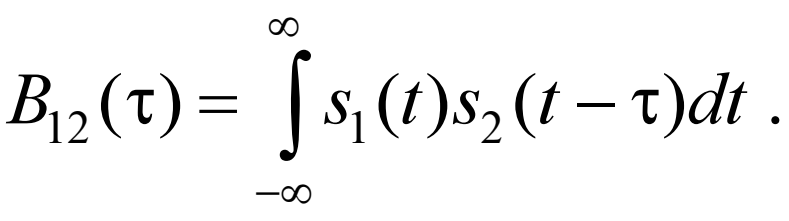 B₁₂(τ) = ∫_{-∞}^{∞} s₁(t)s₂(t − τ)dt .